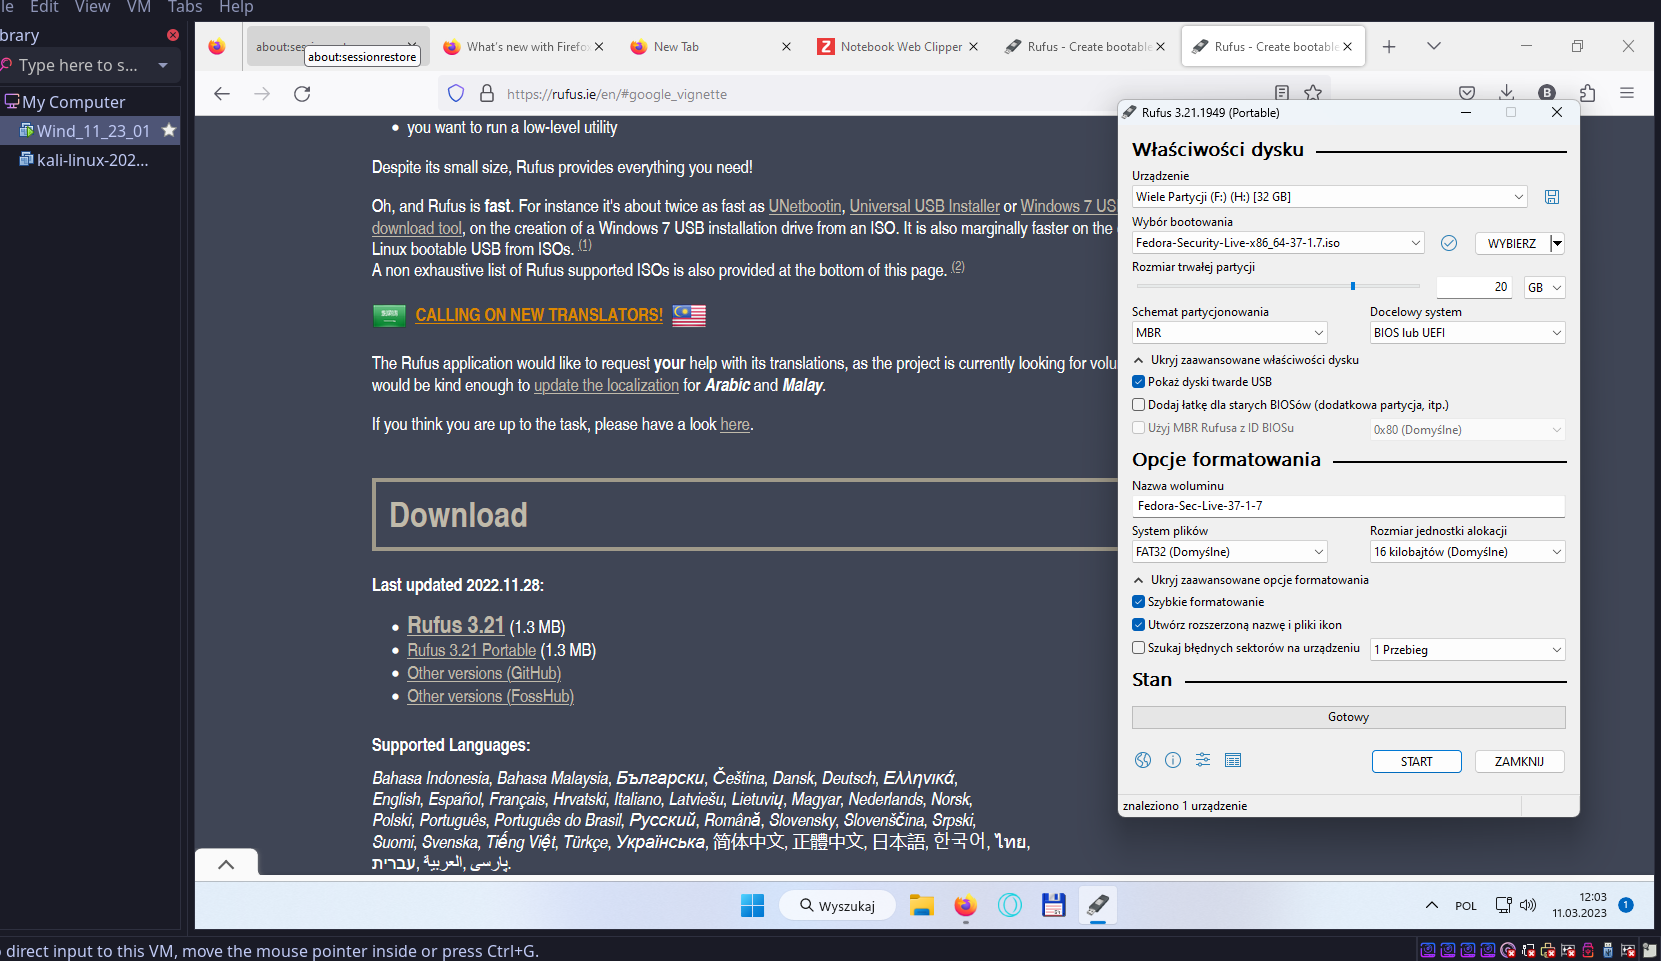 le Edit View VM Tabs Help
brary
Type here to s...
My Computer
Wind_11_23_01
kali-linux-202...
about:sessionrestore
What's new with Firefo
New Tab
Notebook Web Clipper
Rufus - Create bootable
Rufus - Create bootable
https://rufus.ie/en/#google_vignette
B
you want to run a low-level utility
Despite its small size, Rufus provides everything you need!
Oh, and Rufus is fast. For instance it's about twice as fast as UNetbootin, Universal USB Installer or Windows 7 US
download tool, on the creation of a Windows 7 USB installation drive from an ISO. It is also marginally faster on the
Linux bootable USB from ISOs. (1)
A non exhaustive list of Rufus supported ISOs is also provided at the bottom of this page. (2)
CALLING ON NEW TRANSLATORS!
The Rufus application would like to request your help with its translations, as the project is currently looking for volu
would be kind enough to update the localization for Arabic and Malay.
If you think you are up to the task, please have a look here.
Download
Last updated 2022.11.28:
Rufus 3.21 (1.3 MB)
Rufus 3.21 Portable (1.3 MB)
Other versions (GitHub)
Other versions (FossHub)
Supported Languages:
Bahasa Indonesia, Bahasa Malaysia, Български, Čeština, Dansk, Deutsch, Ελληνικά,
English, Español, Français, Hrvatski, Italiano, Latviešu, Lietuvių, Magyar, Nederlands, Norsk,
Polski, Português, Português do Brasil, Русский, Română, Slovensky, Slovenščina, Srpski,
Suomi, Svenska, Tiếng Việt, Türkçe, Українська, 简体中文, 正體中文, 日本語, 한국어, ไทย,
עברית, العربية, پارسی.
Rufus 3.21.1949 (Portable)
Właściwości dysku
Urządzenie
Wiele Partycji (F:) (H:) [32 GB]
Wybór bootowania
Fedora-Security-Live-x86_64-37-1.7.iso
WYBIERZ
Rozmiar trwałej partycji
20 GB
Schemat partycjonowania
Docelowy system
MBR
BIOS lub UEFI
Ukryj zaawansowane właściwości dysku
Pokaż dyski twarde USB
Dodaj łatkę dla starych BIOSów (dodatkowa partycja, itp.)
Użyj MBR Rufusa z ID BIOSu
0x80 (Domyślne)
Opcje formatowania
Nazwa woluminu
Fedora-Sec-Live-37-1-7
System plików
Rozmiar jednostki alokacji
FAT32 (Domyślne)
16 kilobajtów (Domyślne)
Ukryj zaawansowane opcje formatowania
Szybkie formatowanie
Utwórz rozszerzoną nazwę i pliki ikon
Szukaj błędnych sektorów na urządzeniu
1 Przebieg
Stan
Gotowy
START
ZAMKNIJ
znaleziono 1 urządzenie
Wyszukaj
POL
12:03
11.03.2023
1
direct input to this VM, move the mouse pointer inside or press Ctrl+G.